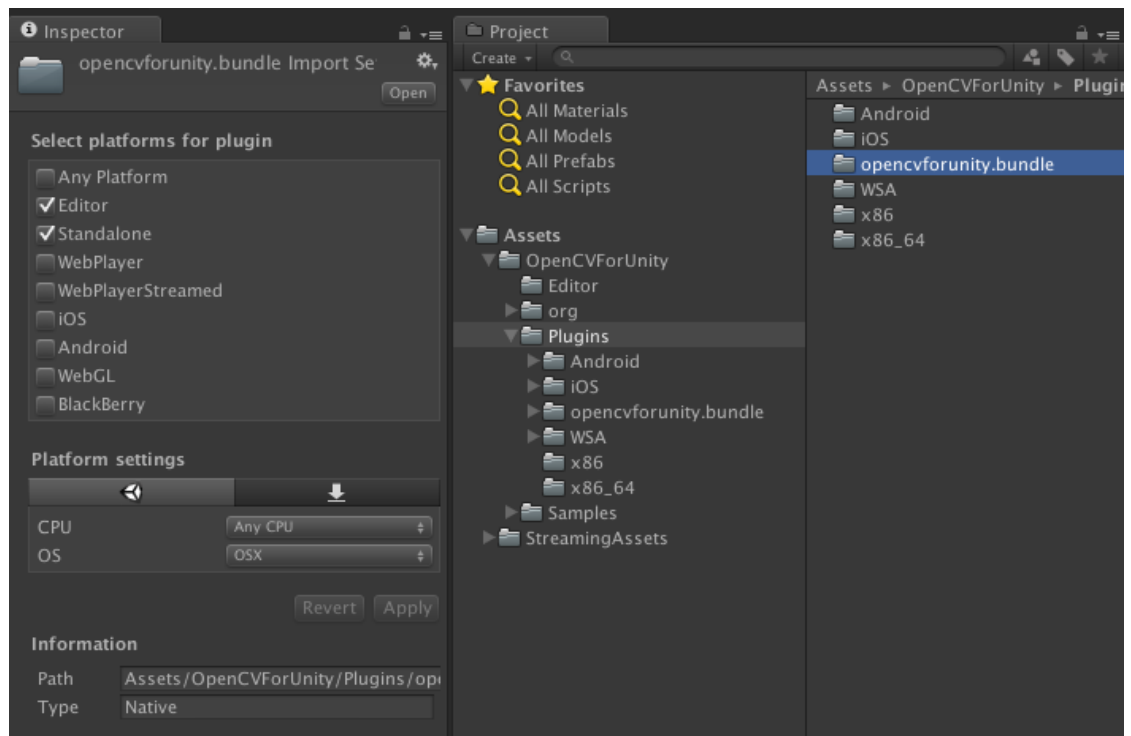 Inspector
opencvforunity.bundle Import Se
Open
Select platforms for plugin
Any Platform
Editor
Standalone
WebPlayer
WebPlayerStreamed
iOS
Android
WebGL
BlackBerry
Platform settings
CPU Any CPU
OS OSX
Revert Apply
Information
Path Assets/OpenCVForUnity/Plugins/ope
Type Native
Project
Create
Favorites
All Materials
All Models
All Prefabs
All Scripts
Assets
OpenCVForUnity
Editor
org
Plugins
Android
iOS
opencvforunity.bundle
WSA
x86
x86_64
Samples
StreamingAssets
Assets OpenCVForUnity Plugin
Android
iOS
opencvforunity.bundle
WSA
x86
x86_64